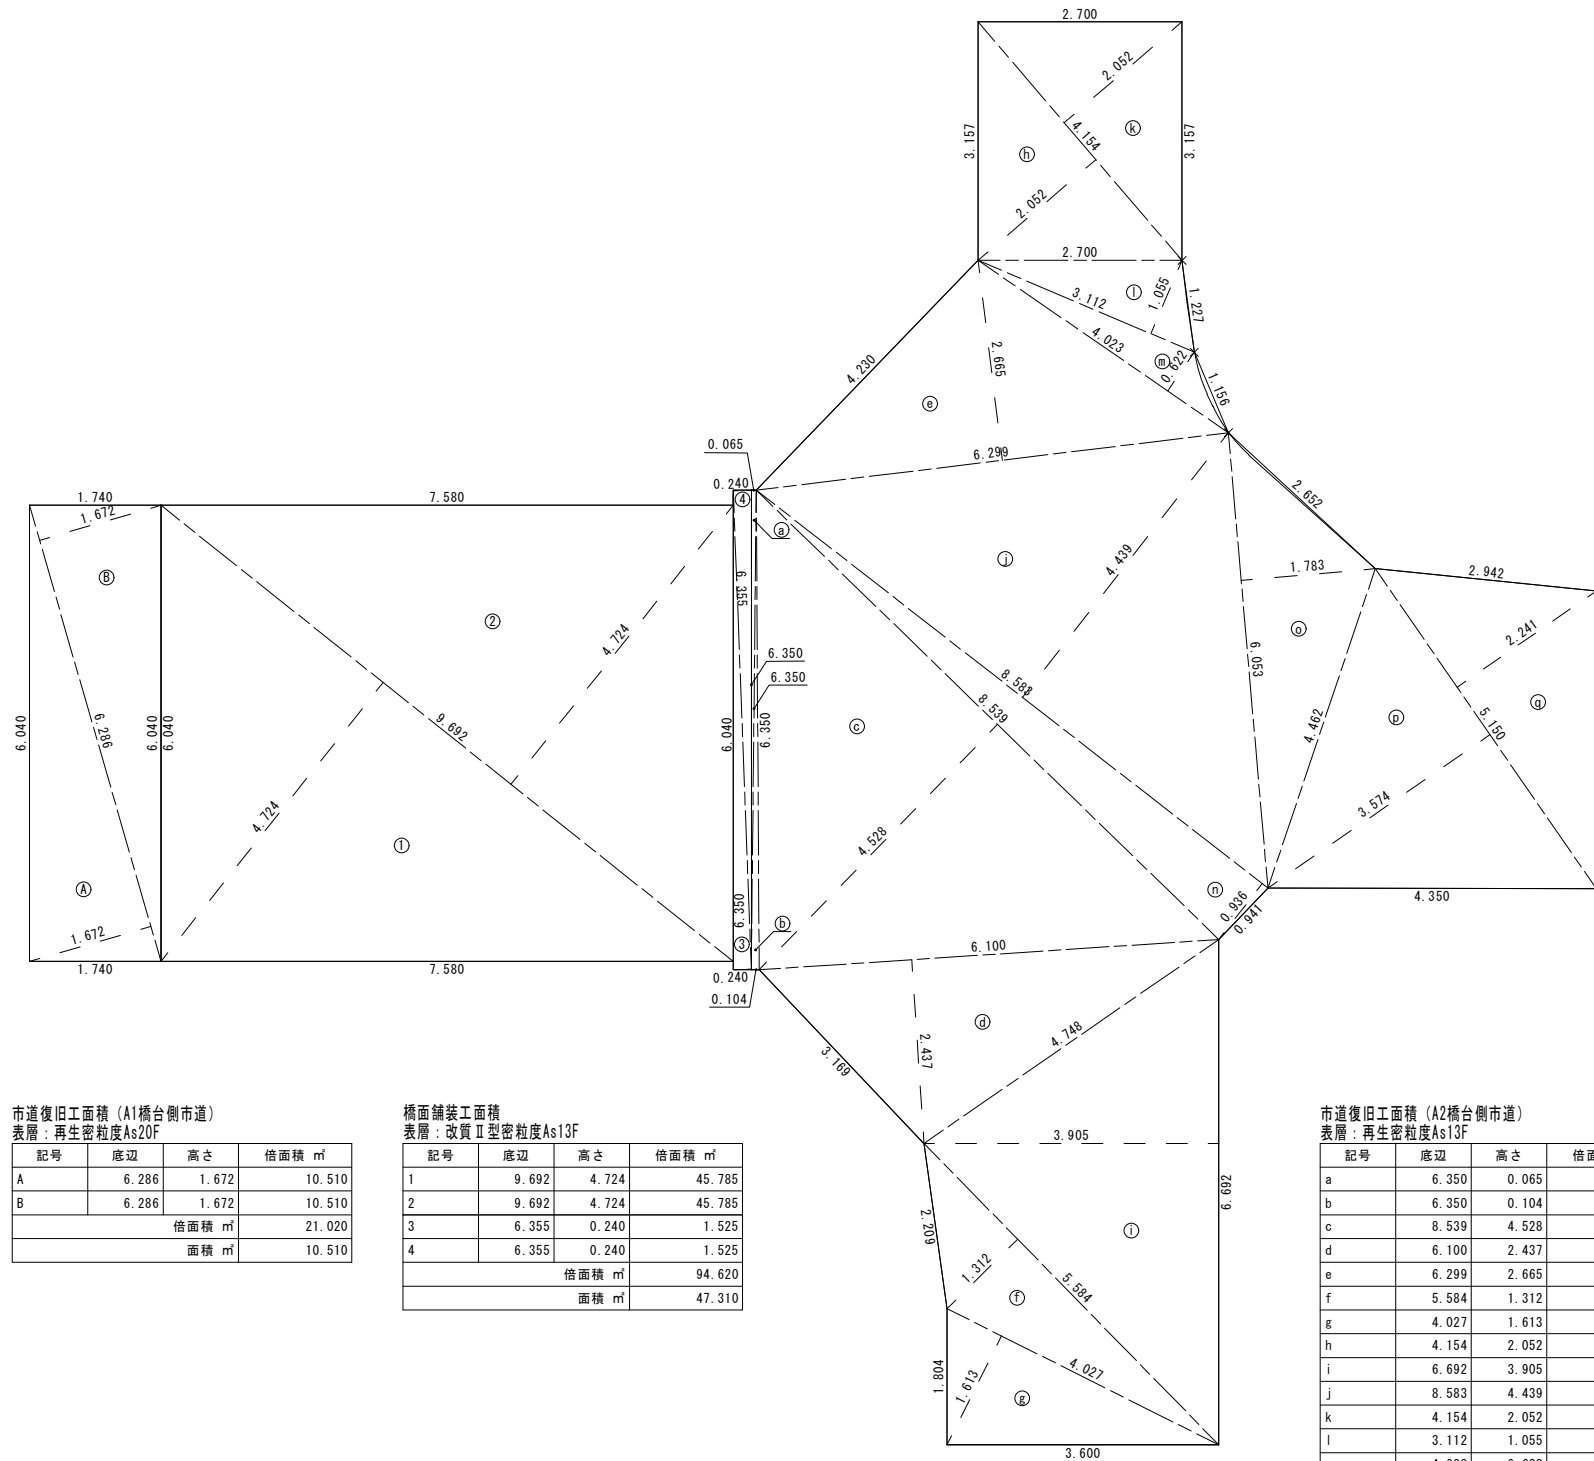 2.700
2.052
4.154
ⓚ
3.157
3.157
ⓗ
2.052
2.700
1.055
ⓛ
3.112
1.227
4.023
2.665
ⓜ
0.622
1.156
4.230
ⓔ
0.065
6.299
0.240
④
1.740
7.580
1.672
2.652
ⓐ
ⓙ
4.439
1.783
2.942
Ⓑ
6.355
②
4.724
ⓞ
2.241
6.350
6.053
6.350
8.583
8.539
ⓠ
6.040
6.286
6.040
6.040
9.692
6.040
6.350
ⓒ
4.462
ⓟ
5.150
4.724
4.528
3.574
①
Ⓐ
6.350
ⓝ
0.936
4.350
1.672
ⓑ
0.941
③
6.100
1.740
7.580
0.240
0.104
ⓓ
2.437
4.748
3.169
3.905
6.692
2.209
ⓘ
1.312
5.584
ⓕ
1.804
1.613
4.027
ⓖ
3.600
市道復旧工面積（A1橋台側市道）
表層：再生密粒度As20F
記号 底辺 高さ 倍面積 ㎡
A 6.286 1.672 10.510
B 6.286 1.672 10.510
倍面積 ㎡ 21.020
面積 ㎡ 10.510
橋面舗装工面積
表層：改質Ⅱ型密粒度As13F
記号 底辺 高さ 倍面積 ㎡
1 9.692 4.724 45.785
2 9.692 4.724 45.785
3 6.355 0.240 1.525
4 6.355 0.240 1.525
倍面積 ㎡ 94.620
面積 ㎡ 47.310
市道復旧工面積（A2橋台側市道）
表層：再生密粒度As13F
記号 底辺 高さ 倍面
a 6.350 0.065
b 6.350 0.104
c 8.539 4.528
d 6.100 2.437
e 6.299 2.665
f 5.584 1.312
g 4.027 1.613
h 4.154 2.052
i 6.692 3.905
j 8.583 4.439
k 4.154 2.052
l 3.112 1.055